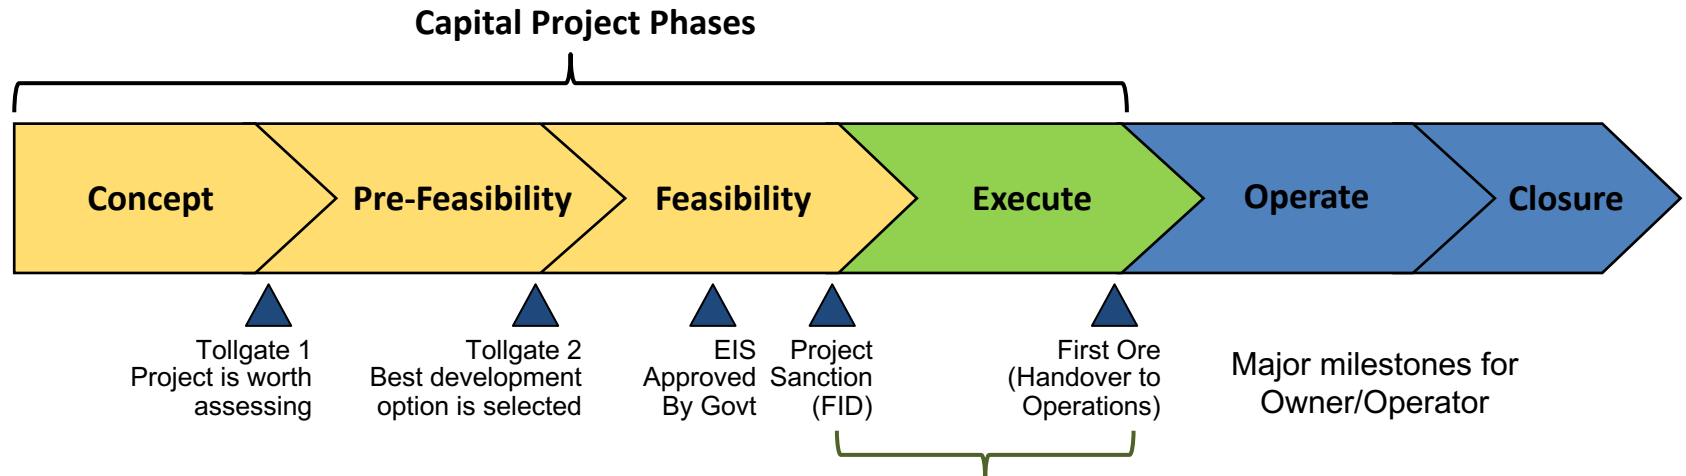 Capital Project Phases
Concept
Pre-Feasibility
Feasibility
Execute
Operate
Closure
Tollgate 1
Project is worth
assessing
Tollgate 2
Best development
option is selected
EIS
Approved
By Govt
Project
Sanction
(FID)
First Ore
(Handover to
Operations)
Major milestones for
Owner/Operator